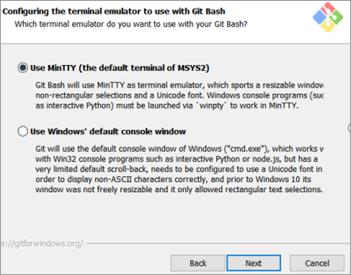 Configuring the terminal emulator to use with Git Bash
Which terminal emulator do you want to use with your Git Bash?
Use MinTTY (the default terminal of MSYS2)
Git Bash will use MinTTY as terminal emulator, which sports a resizable window
non-rectangular selections and a Unicode font. Windows console programs (suc
as interactive Python) must be launched via `winpty` to work in MinTTY.
Use Windows' default console window
Git will use the default console window of Windows ("cmd.exe"), which works w
with Win32 console programs such as interactive Python or node.js, but has a
very limited default scroll-back, needs to be configured to use a Unicode font in
order to display non-ASCII characters correctly, and prior to Windows 10 its
window was not freely resizable and it only allowed rectangular text selections.
s://gitforwindows.org/
Back
Next
Cancel